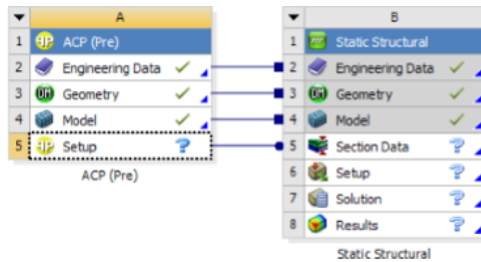 A
1 ACP (Pre)
2 Engineering Data
3 Geometry
4 Model
5 Setup ?
ACP (Pre)
B
1 Static Structural
2 Engineering Data
3 Geometry
4 Model
5 Section Data ?
6 Setup ?
7 Solution ?
8 Results ?
Static Structural